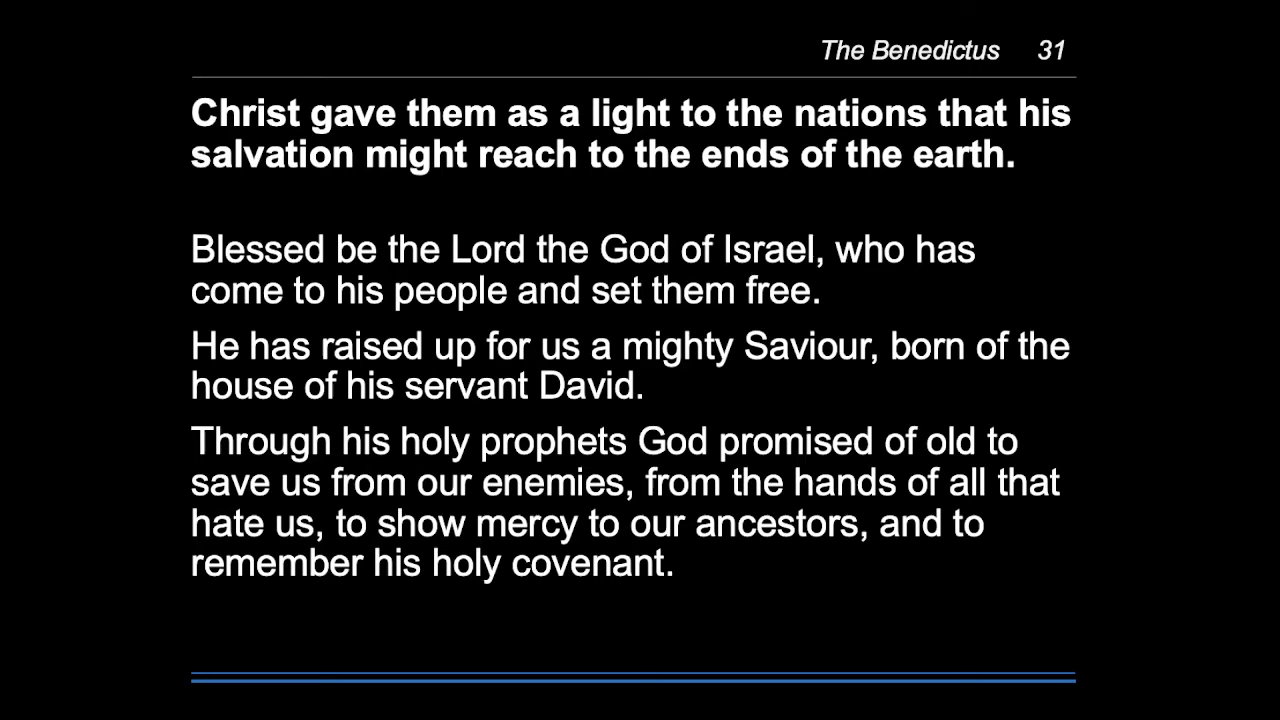 The Benedictus 31
Christ gave them as a light to the nations that his
salvation might reach to the ends of the earth.
Blessed be the Lord the God of Israel, who has
come to his people and set them free.
He has raised up for us a mighty Saviour, born of the
house of his servant David.
Through his holy prophets God promised of old to
save us from our enemies, from the hands of all that
hate us, to show mercy to our ancestors, and to
remember his holy covenant.